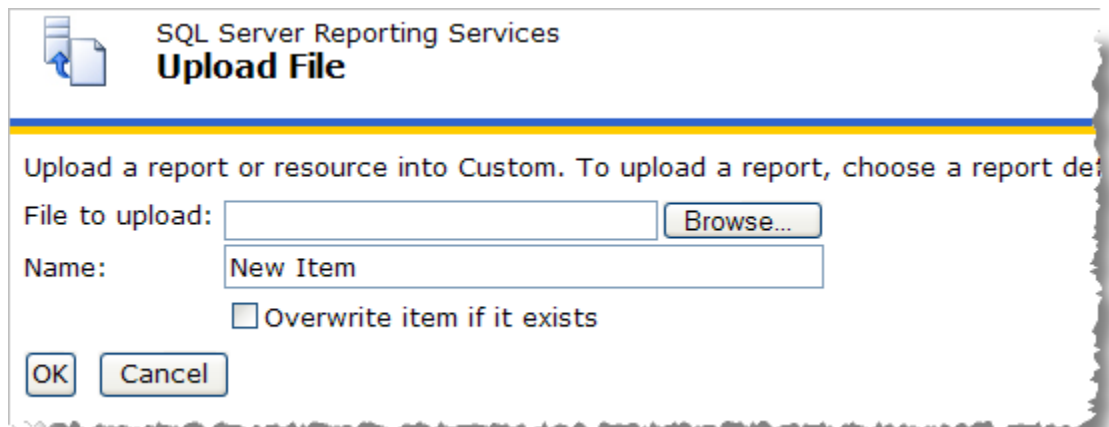 SQL Server Reporting Services
Upload File
Upload a report or resource into Custom. To upload a report, choose a report def
File to upload: Browse...
Name: New Item
Overwrite item if it exists
OK Cancel